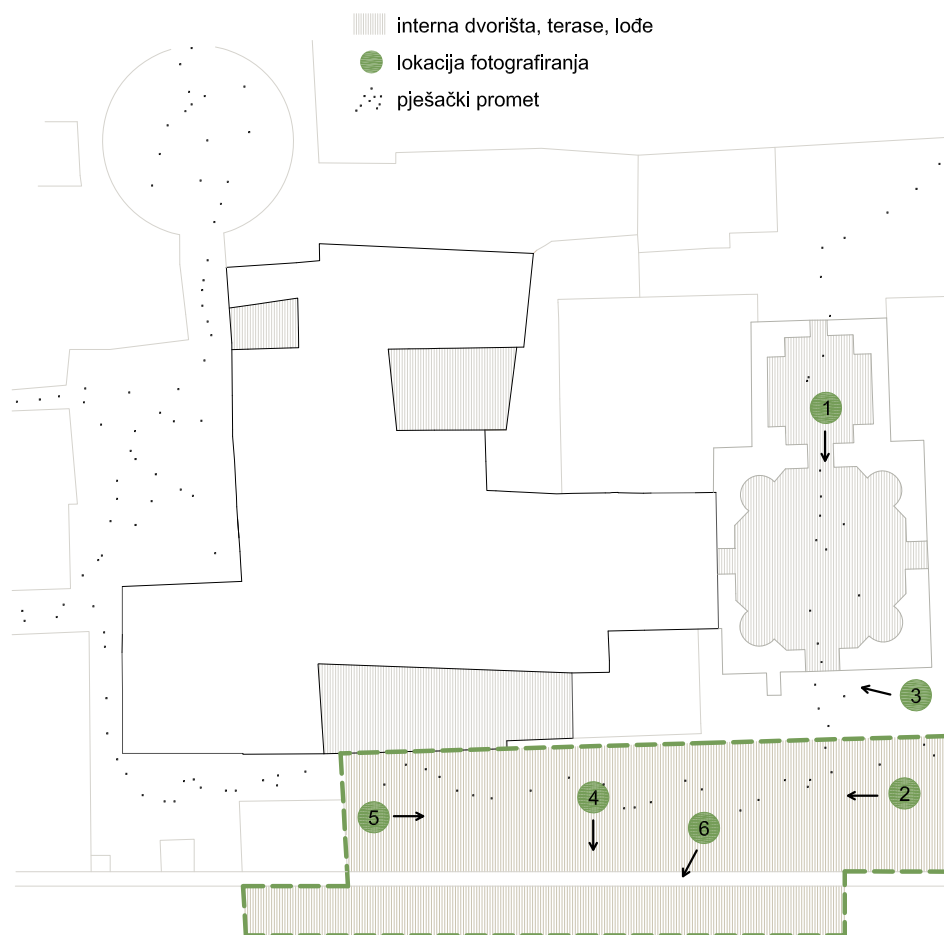 interna dvorišta, terase, lođe
lokacija fotografiranja
pješački promet
1
3
2
4
5
6